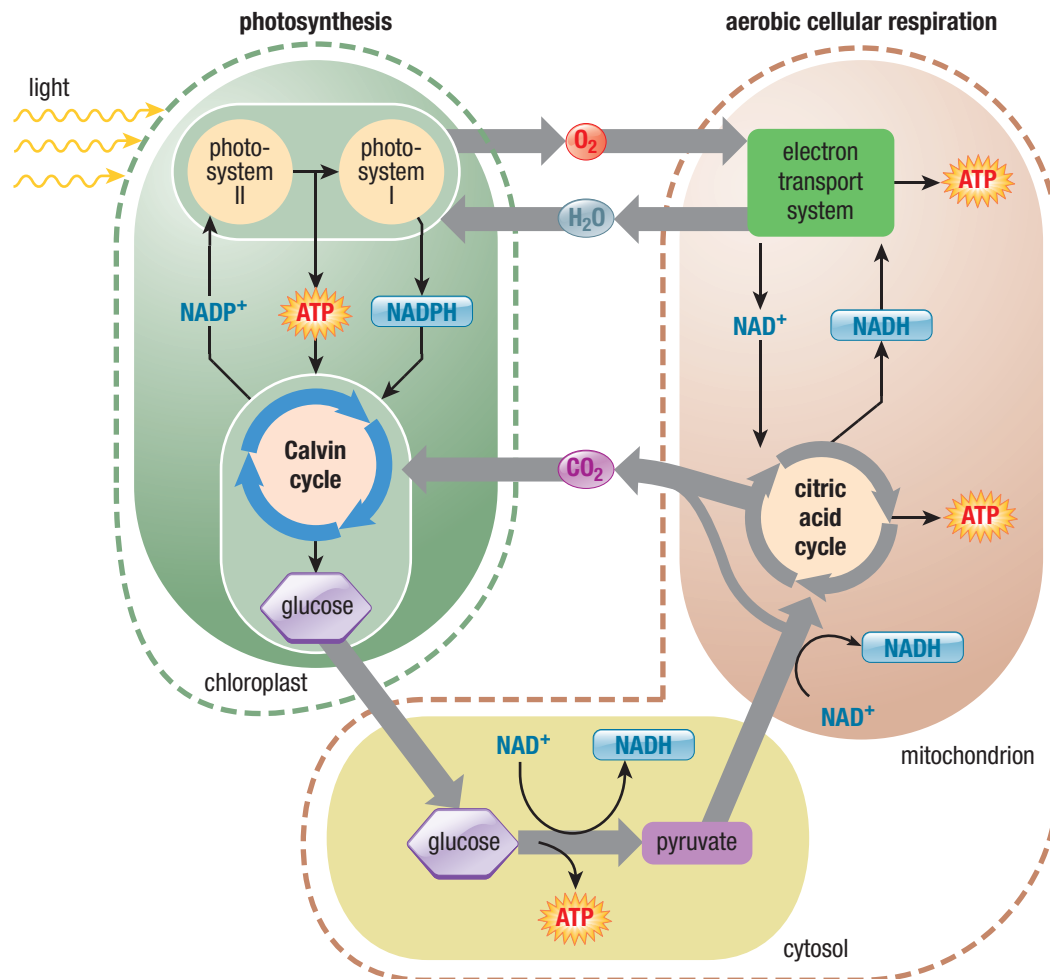 photosynthesis
aerobic cellular respiration
light
photo-
system
II
photo-
system
I
O₂
electron
transport
system
ATP
H₂O
NADP⁺
ATP
NADPH
NAD⁺
NADH
Calvin
cycle
CO₂
citric
acid
cycle
ATP
glucose
NADH
chloroplast
NAD⁺
NAD⁺
NADH
mitochondrion
glucose
pyruvate
ATP
cytosol